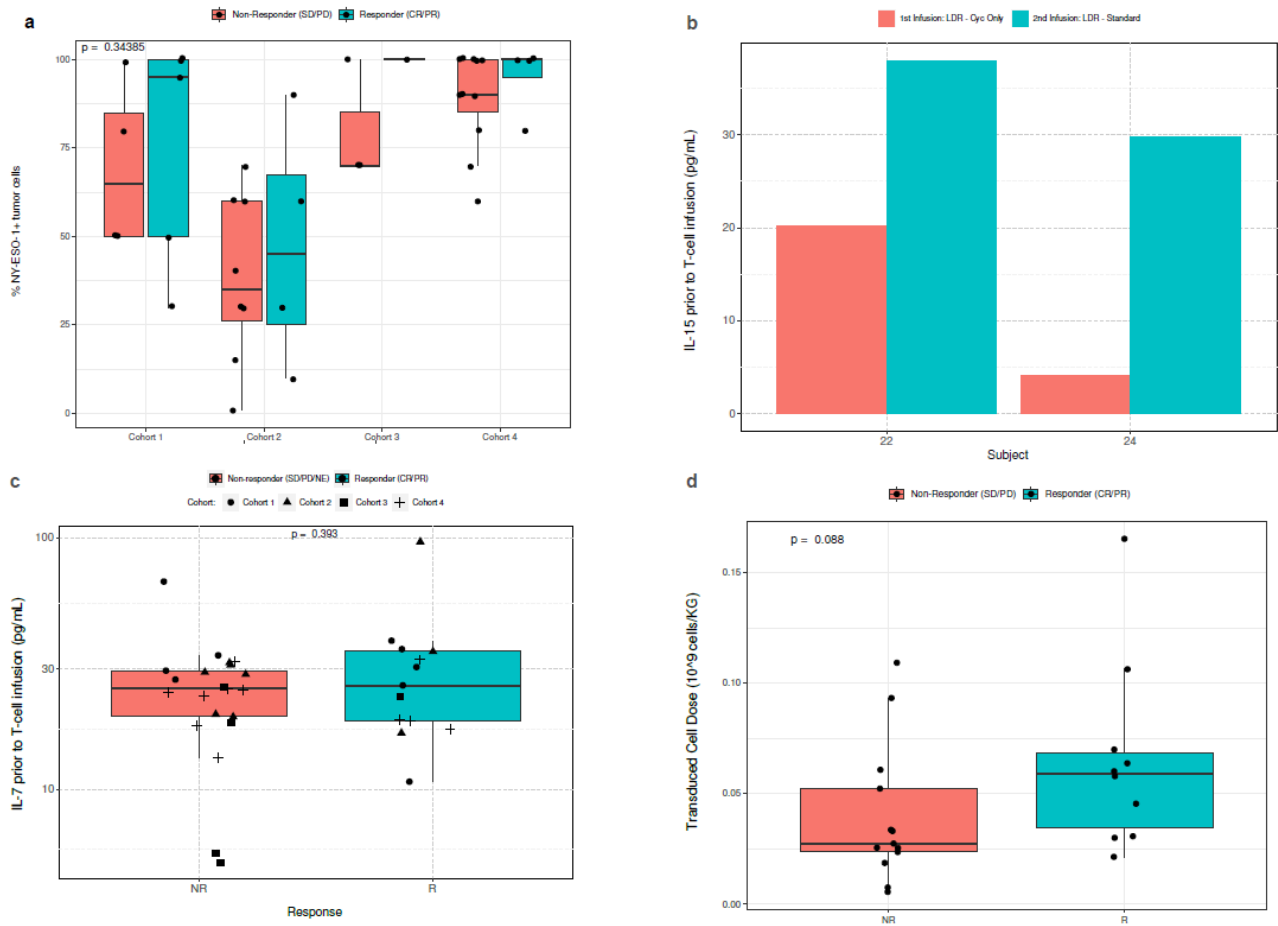 a
Non-Responder (SD/PD) Responder (CR/PR)
p = 0.34385
% NY-ESO-1+ tumor cells
100
75
50
25
0
Cohort 1 Cohort 2 Cohort 3 Cohort 4
b
1st Infusion: LDR - Cyc Only 2nd Infusion: LDR - Standard
IL-15 prior to T-cell infusion (pg/mL)
30
20
10
0
22 24
Subject
c
Non-responder (SD/PD/NE) Responder (CR/PR)
Cohort: Cohort 1 Cohort 2 Cohort 3 Cohort 4
p = 0.393
IL-7 prior to T-cell infusion (pg/mL)
100
30
10
NR R
Response
d
Non-Responder (SD/PD) Responder (CR/PR)
p = 0.088
Transduced Cell Dose (10^9 cells/KG)
0.15
0.10
0.05
0.00
NR R